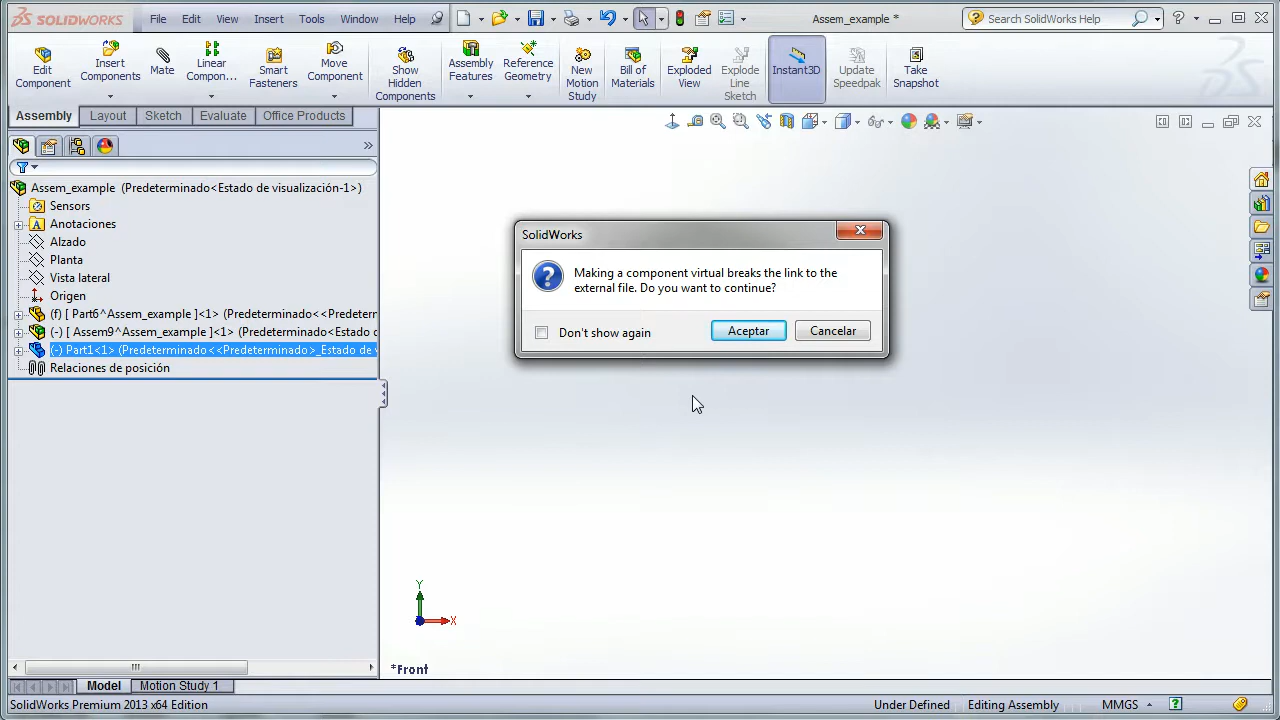 SOLIDWORKS File Edit View Insert Tools Window Help Assem_example * Search SolidWorks Help
Edit Component
Insert Components
Mate
Linear Compon...
Smart Fasteners
Move Component
Show Hidden Components
Assembly Features
Reference Geometry
New Motion Study
Bill of Materials
Exploded View
Explode Line Sketch
Instant3D
Update Speedpak
Take Snapshot
Assembly Layout Sketch Evaluate Office Products
Assem_example (Predeterminado<Estado de visualización-1>)
Sensors
Anotaciones
Alzado
Planta
Vista lateral
Origen
(f) [ Part6^Assem_example ]<1> (Predeterminado<<Predeter
(-) [ Assem9^Assem_example ]<1> (Predeterminado<Estado d
(-) Part1<1> (Predeterminado<<Predeterminado>_Estado de v
Relaciones de posición
SolidWorks
Making a component virtual breaks the link to the
external file. Do you want to continue?
Don't show again
Aceptar Cancelar
Y
X
*Front
Model Motion Study 1
SolidWorks Premium 2013 x64 Edition Under Defined Editing Assembly MMGS